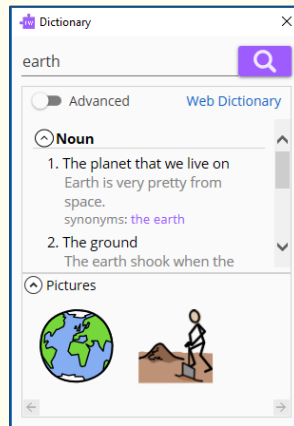 rw Dictionary
earth
Advanced Web Dictionary
Noun
1. The planet that we live on
Earth is very pretty from
space.
synonyms: the earth
2. The ground
The earth shook when the
Pictures